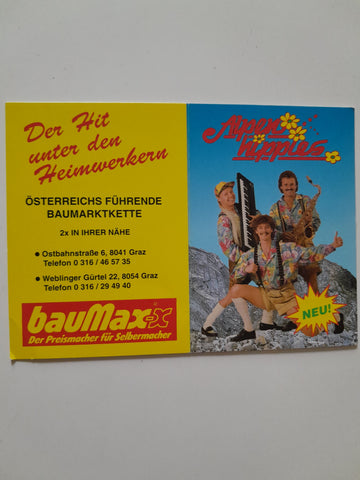 Der Hit
unter den
Heimwerkern
ÖSTERREICHS FÜHRENDE
BAUMARKTKETTE
2x IN IHRER NÄHE
• Ostbahnstraße 6, 8041 Graz
Telefon 0 316 / 46 57 35
• Weblinger Gürtel 22, 8054 Graz
Telefon 0 316 / 29 49 40
bauMax-x®
Der Preismacher für Selbermacher
Alpen
Hippies
NEU!